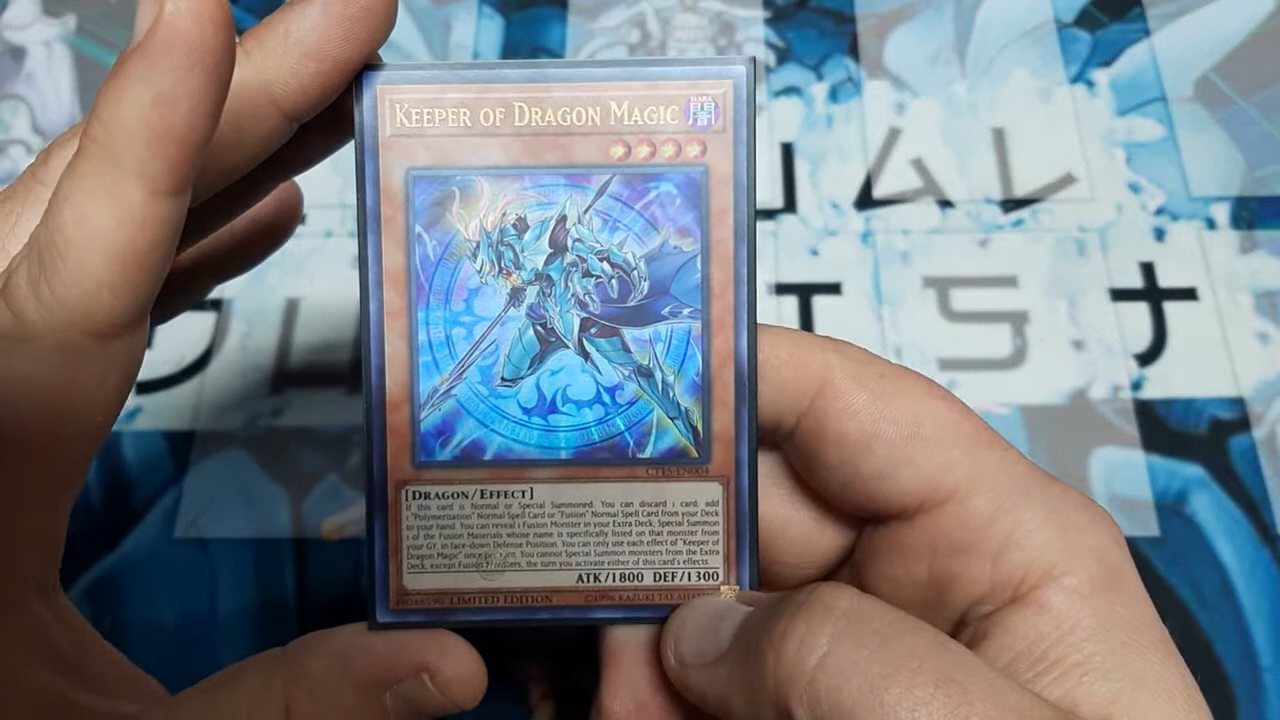 KEEPER OF DRAGON MAGIC
DARK
闇
CT15-EN004
[DRAGON/EFFECT]
If this card is Normal or Special Summoned. You can discard 1 card; add
1 "Polymerization" Normal Spell Card or "Fusion" Normal Spell Card from your Deck
to your hand. You can reveal 1 Fusion Monster in your Extra Deck; Special Summon
1 of the Fusion Materials whose name is specifically listed on that monster from
your GY, in face-down Defense Position. You can only use each effect of "Keeper of
Dragon Magic" once per turn. You cannot Special Summon monsters from the Extra
Deck, except Fusion Monsters, the turn you activate either of this card's effects.
ATK/1800 DEF/1300
LIMITED EDITION
©1996 KAZUKI TAKAHASHI